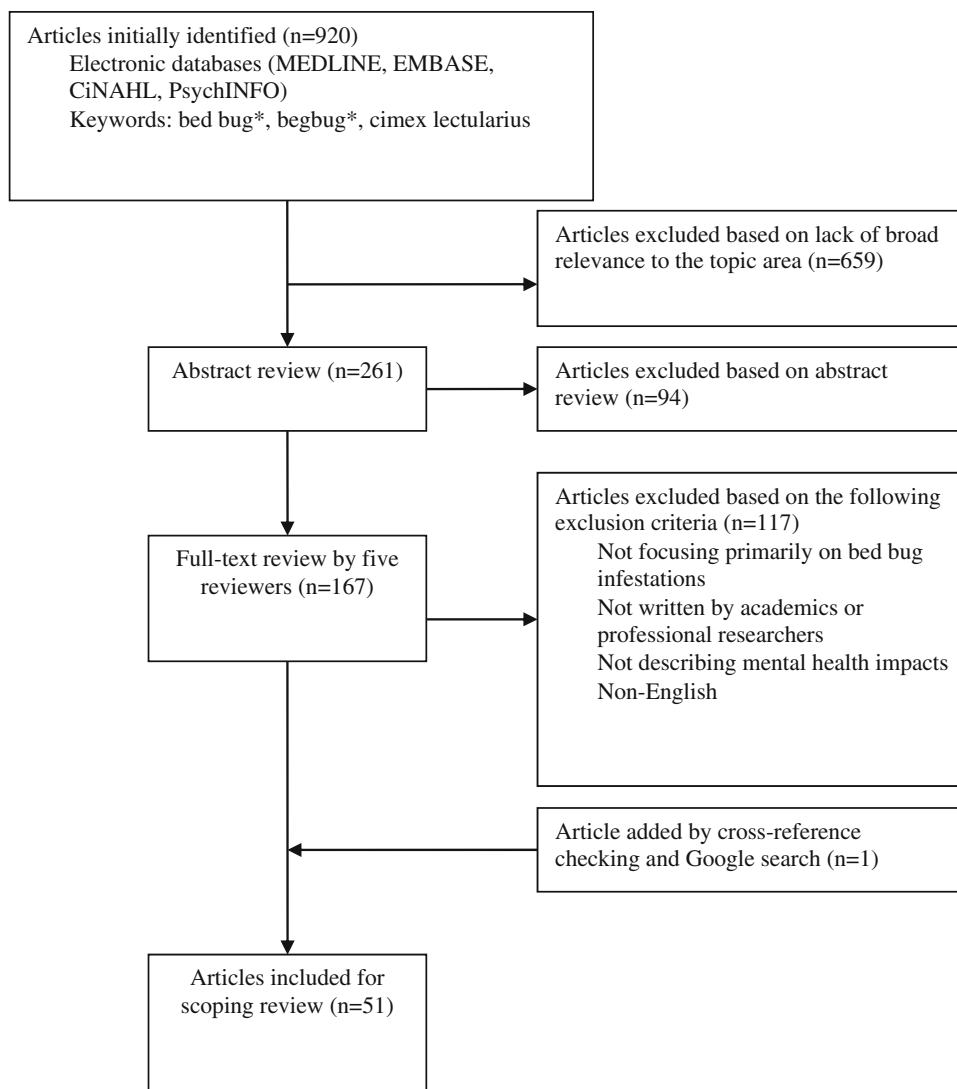 Articles initially identified (n=920)
Electronic databases (MEDLINE, EMBASE,
CiNAHL, PsychINFO)
Keywords: bed bug*, begbug*, cimex lectularius
Articles excluded based on lack of broad
relevance to the topic area (n=659)
Abstract review (n=261)
Articles excluded based on abstract
review (n=94)
Articles excluded based on the following
exclusion criteria (n=117)
Not focusing primarily on bed bug
infestations
Not written by academics or
professional researchers
Not describing mental health impacts
Non-English
Full-text review by five
reviewers (n=167)
Article added by cross-reference
checking and Google search (n=1)
Articles included for
scoping review (n=51)